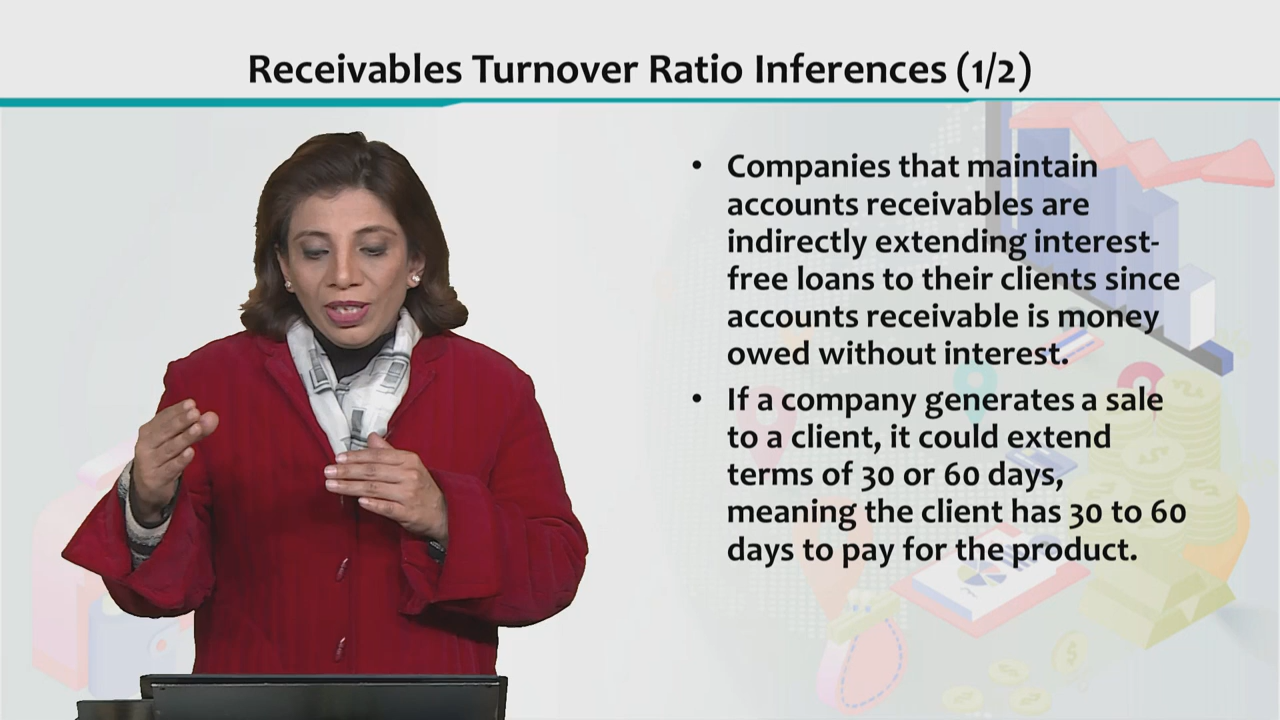 Receivables Turnover Ratio Inferences (1/2)
• Companies that maintain
accounts receivables are
indirectly extending interest-
free loans to their clients since
accounts receivable is money
owed without interest.
• If a company generates a sale
to a client, it could extend
terms of 30 or 60 days,
meaning the client has 30 to 60
days to pay for the product.